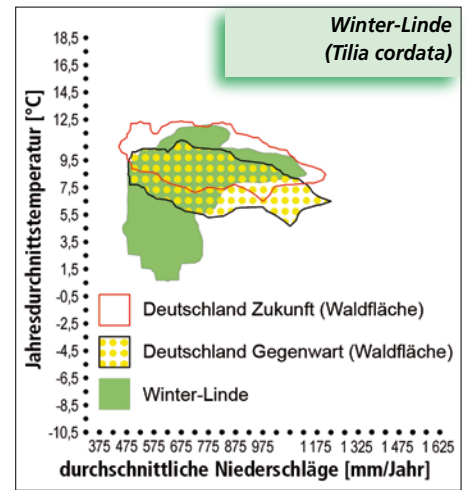 Winter-Linde
(Tilia cordata)
Jahresdurchnittstemperatur [°C]
18,5
16,5
14,5
12,5
9,5
7,5
5,5
3,5
1,5
-0,5
-2,5
-4,5
-6,5
-8,5
-10,5
Deutschland Zukunft (Waldfläche)
Deutschland Gegenwart (Waldfläche)
Winter-Linde
375 475 575 675 775 875 975 1 175 1 325 1 475 1 625
durchschnittliche Niederschläge [mm/Jahr]